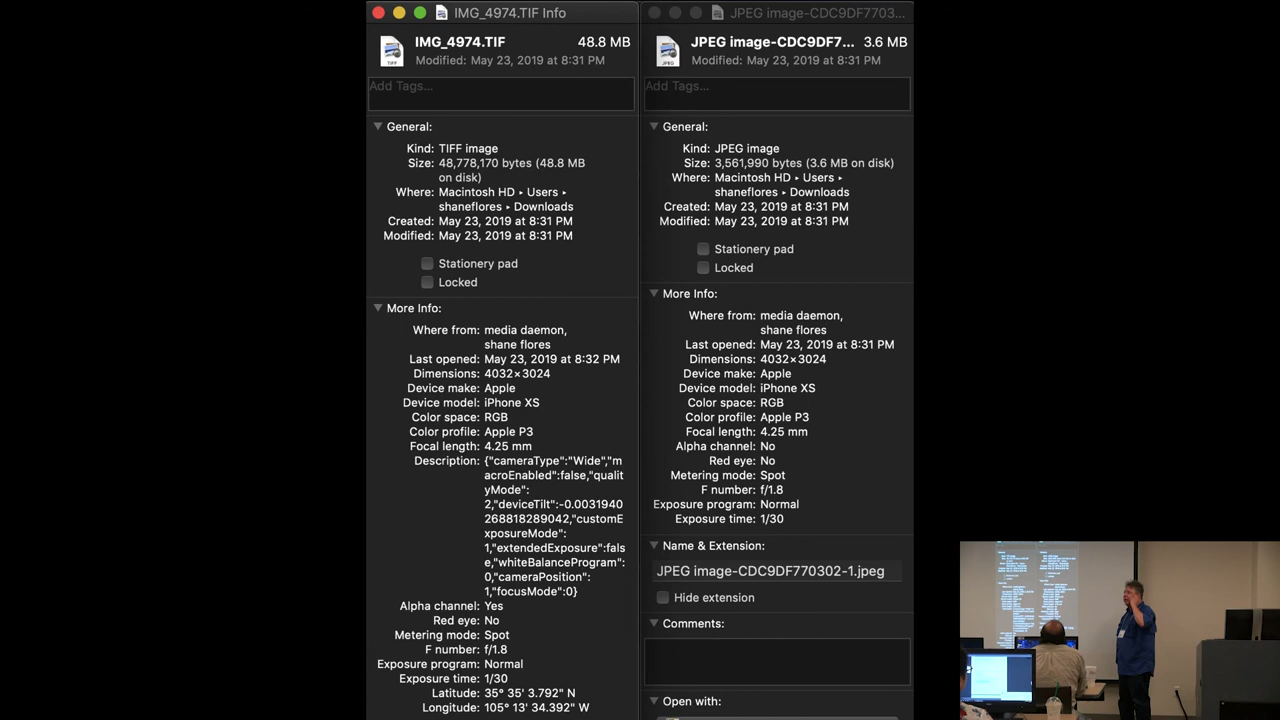 IMG_4974.TIF Info
IMG_4974.TIF 48.8 MB
Modified: May 23, 2019 at 8:31 PM
Add Tags...
General:
Kind: TIFF image
Size: 48,778,170 bytes (48.8 MB
on disk)
Where: Macintosh HD ‣ Users ‣
shaneflores ‣ Downloads
Created: May 23, 2019 at 8:31 PM
Modified: May 23, 2019 at 8:31 PM
Stationery pad
Locked
More Info:
Where from: media daemon,
shane flores
Last opened: May 23, 2019 at 8:32 PM
Dimensions: 4032×3024
Device make: Apple
Device model: iPhone XS
Color space: RGB
Color profile: Apple P3
Focal length: 4.25 mm
Description: {"cameraType":"Wide","m
acroEnabled":false,"qualit
yMode":
2,"deviceTilt":-0.0031940
268818289042,"customE
xposureMode":
1,"extendedExposure":fals
e,"whiteBalanceProgram":
0,"cameraPosition":
1,"focusMode":0}
Alpha channel: Yes
Red eye: No
Metering mode: Spot
F number: f/1.8
Exposure program: Normal
Exposure time: 1/30
Latitude: 35° 35' 3.792" N
Longitude: 105° 13' 34.392" W
JPEG image-CDC9DF7703...
JPEG image-CDC9DF7... 3.6 MB
Modified: May 23, 2019 at 8:31 PM
Add Tags...
General:
Kind: JPEG image
Size: 3,561,990 bytes (3.6 MB on disk)
Where: Macintosh HD ‣ Users ‣
shaneflores ‣ Downloads
Created: May 23, 2019 at 8:31 PM
Modified: May 23, 2019 at 8:31 PM
Stationery pad
Locked
More Info:
Where from: media daemon,
shane flores
Last opened: May 23, 2019 at 8:31 PM
Dimensions: 4032×3024
Device make: Apple
Device model: iPhone XS
Color space: RGB
Color profile: Apple P3
Focal length: 4.25 mm
Alpha channel: No
Red eye: No
Metering mode: Spot
F number: f/1.8
Exposure program: Normal
Exposure time: 1/30
Name & Extension:
JPEG image-CDC9DF770302-1.jpeg
Hide extension
Comments:
Open with: